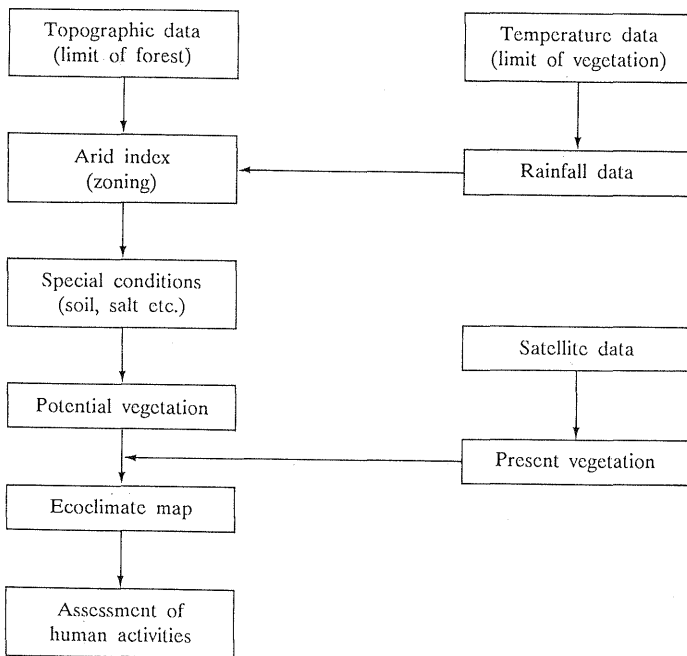 Topographic data
(limit of forest)
Temperature data
(limit of vegetation)
Arid index
(zoning)
Rainfall data
Special conditions
(soil, salt etc.)
Satellite data
Potential vegetation
Present vegetation
Ecoclimate map
Assessment of
human activities